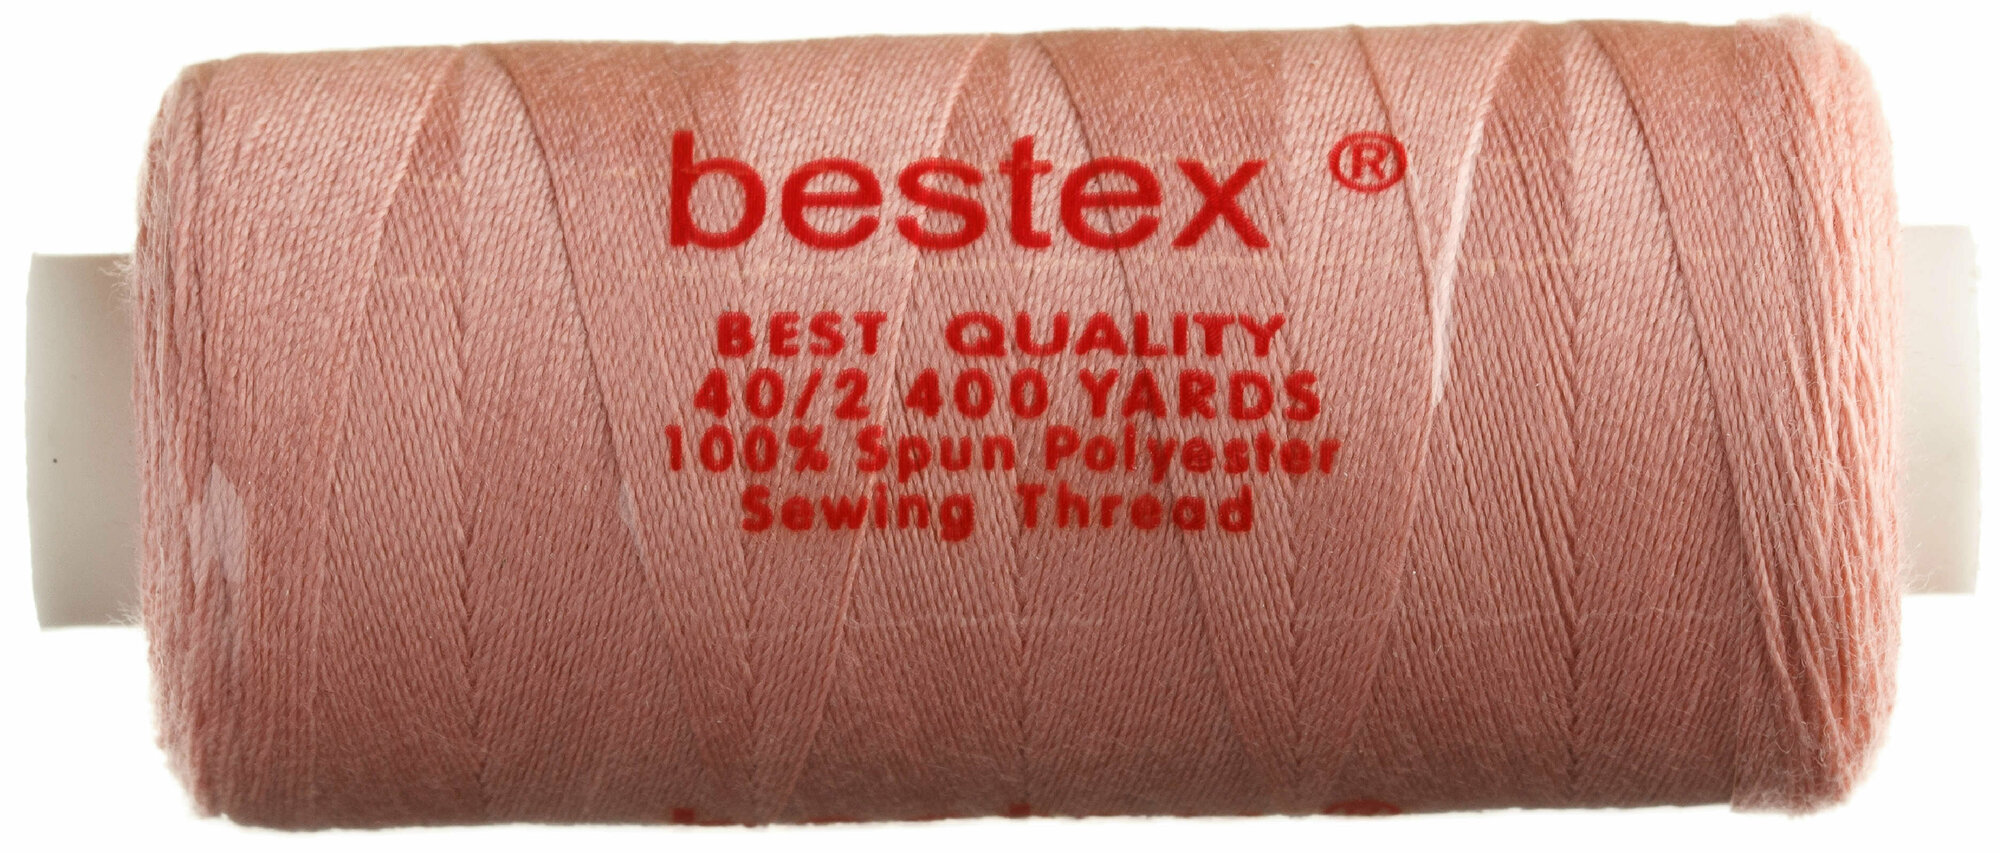 bestex ®
BEST QUALITY
40/2 400 YARDS
100% Spun Polyester
Sewing Thread